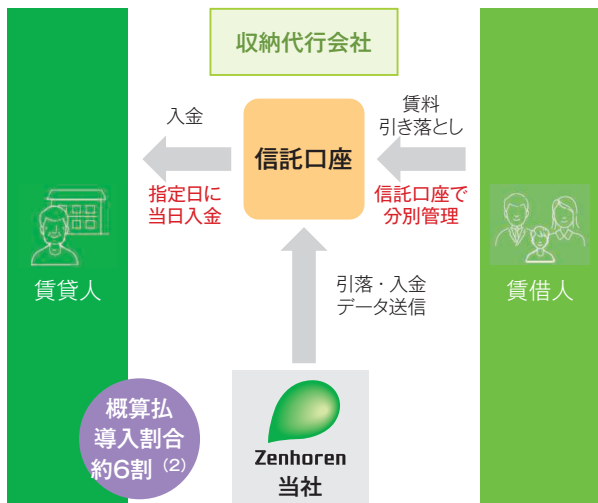 収納代行会社
入金
信託口座
賃料
引き落とし
指定日に
当日入金
信託口座で
分別管理
賃貸人
賃借人
引落・入金
データ送信
概算払
導入割合
約6割 (2)
Zenhoren
当社